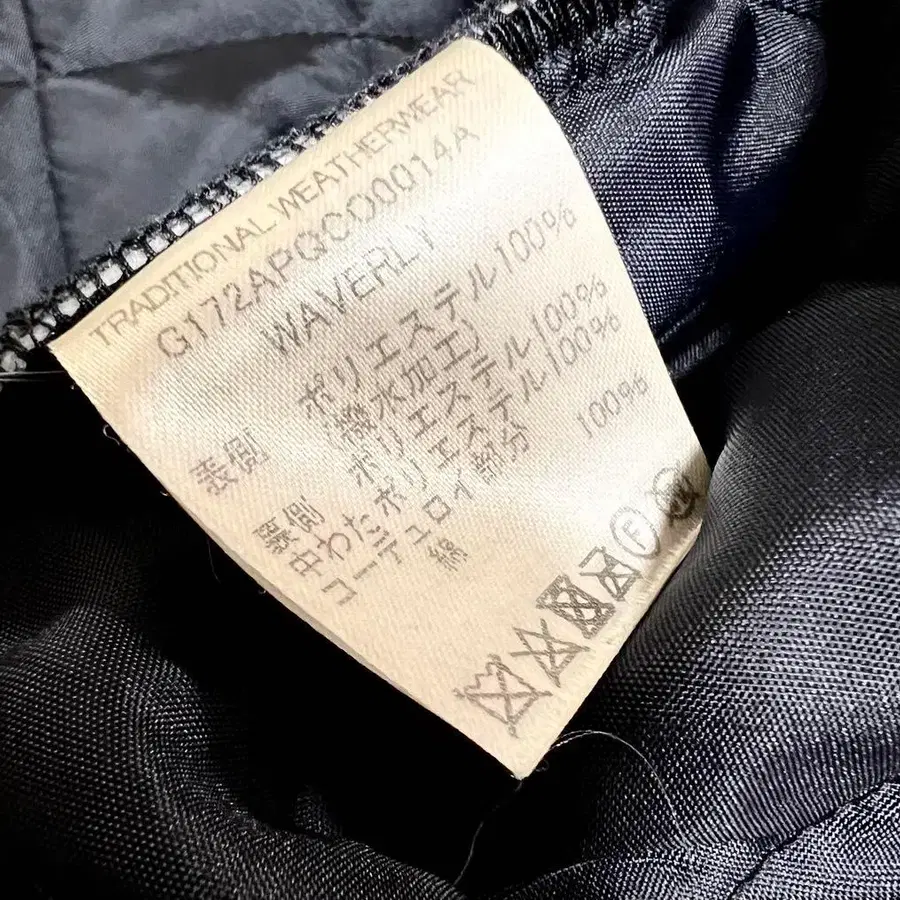 TRADITIONAL WEATHERWEAR
G172APQCO0014A
WAVERLY
表側 ポリエステル100%
(撥水加工)
裏側 ポリエステル100%
中わたポリエステル100%
コーデュロイ部分
綿 100%
F W